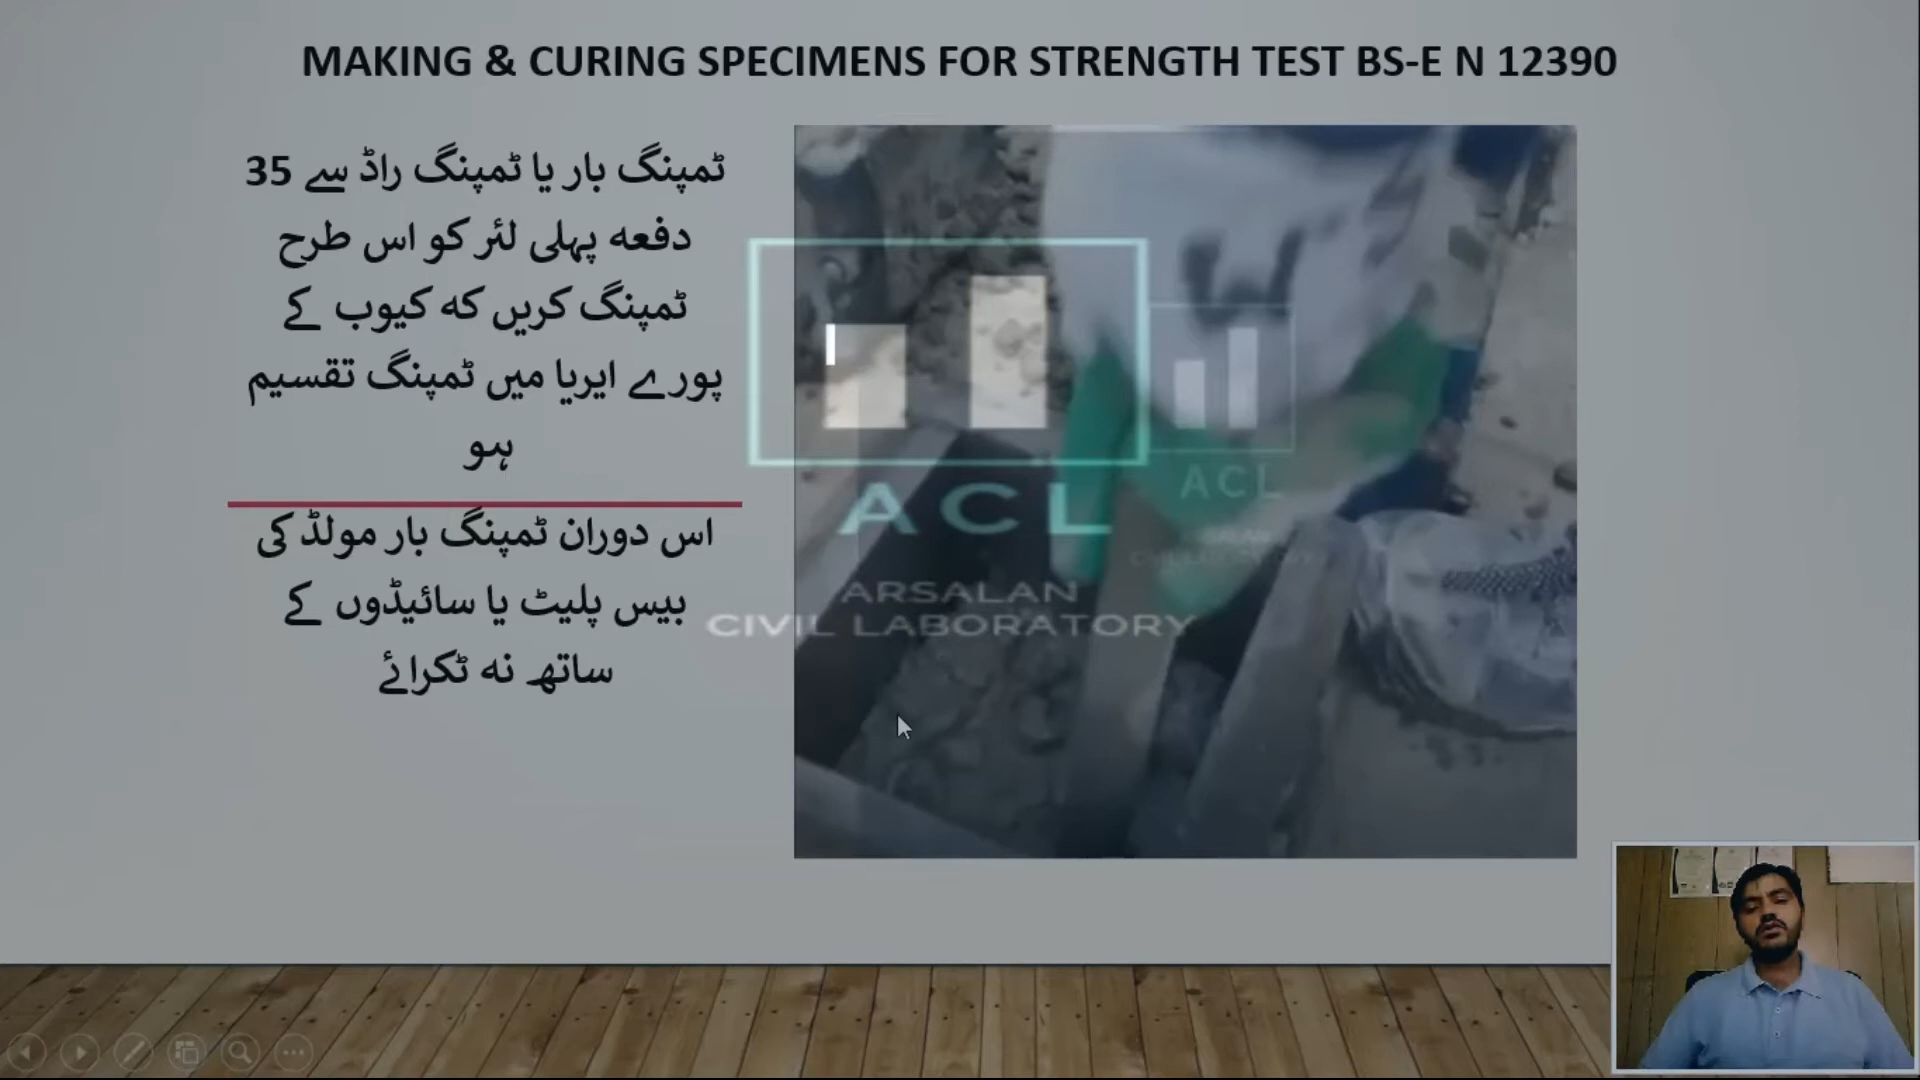 MAKING & CURING SPECIMENS FOR STRENGTH TEST BS-E N 12390
ٹمپنگ بار یا ٹمپنگ راڈ سے 35
دفعہ پہلی لئر کو اس طرح
ٹمپنگ کریں کہ کیوب کے
پورے ایریا میں ٹمپنگ تقسیم
ہو
اس دوران ٹمپنگ بار مولڈ کی
بیس پلیٹ یا سائیڈوں کے
ساتھ نہ ٹکرائے
ACL
ARSALAN
CIVIL LABORATORY
ACL